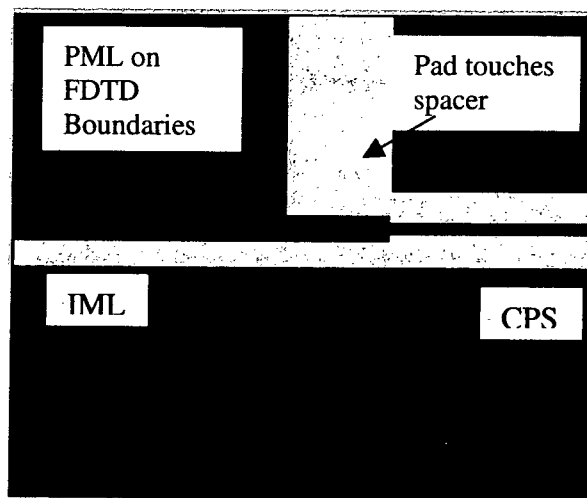 PML on
FDTD
Boundaries
Pad touches
spacer
IML
CPS